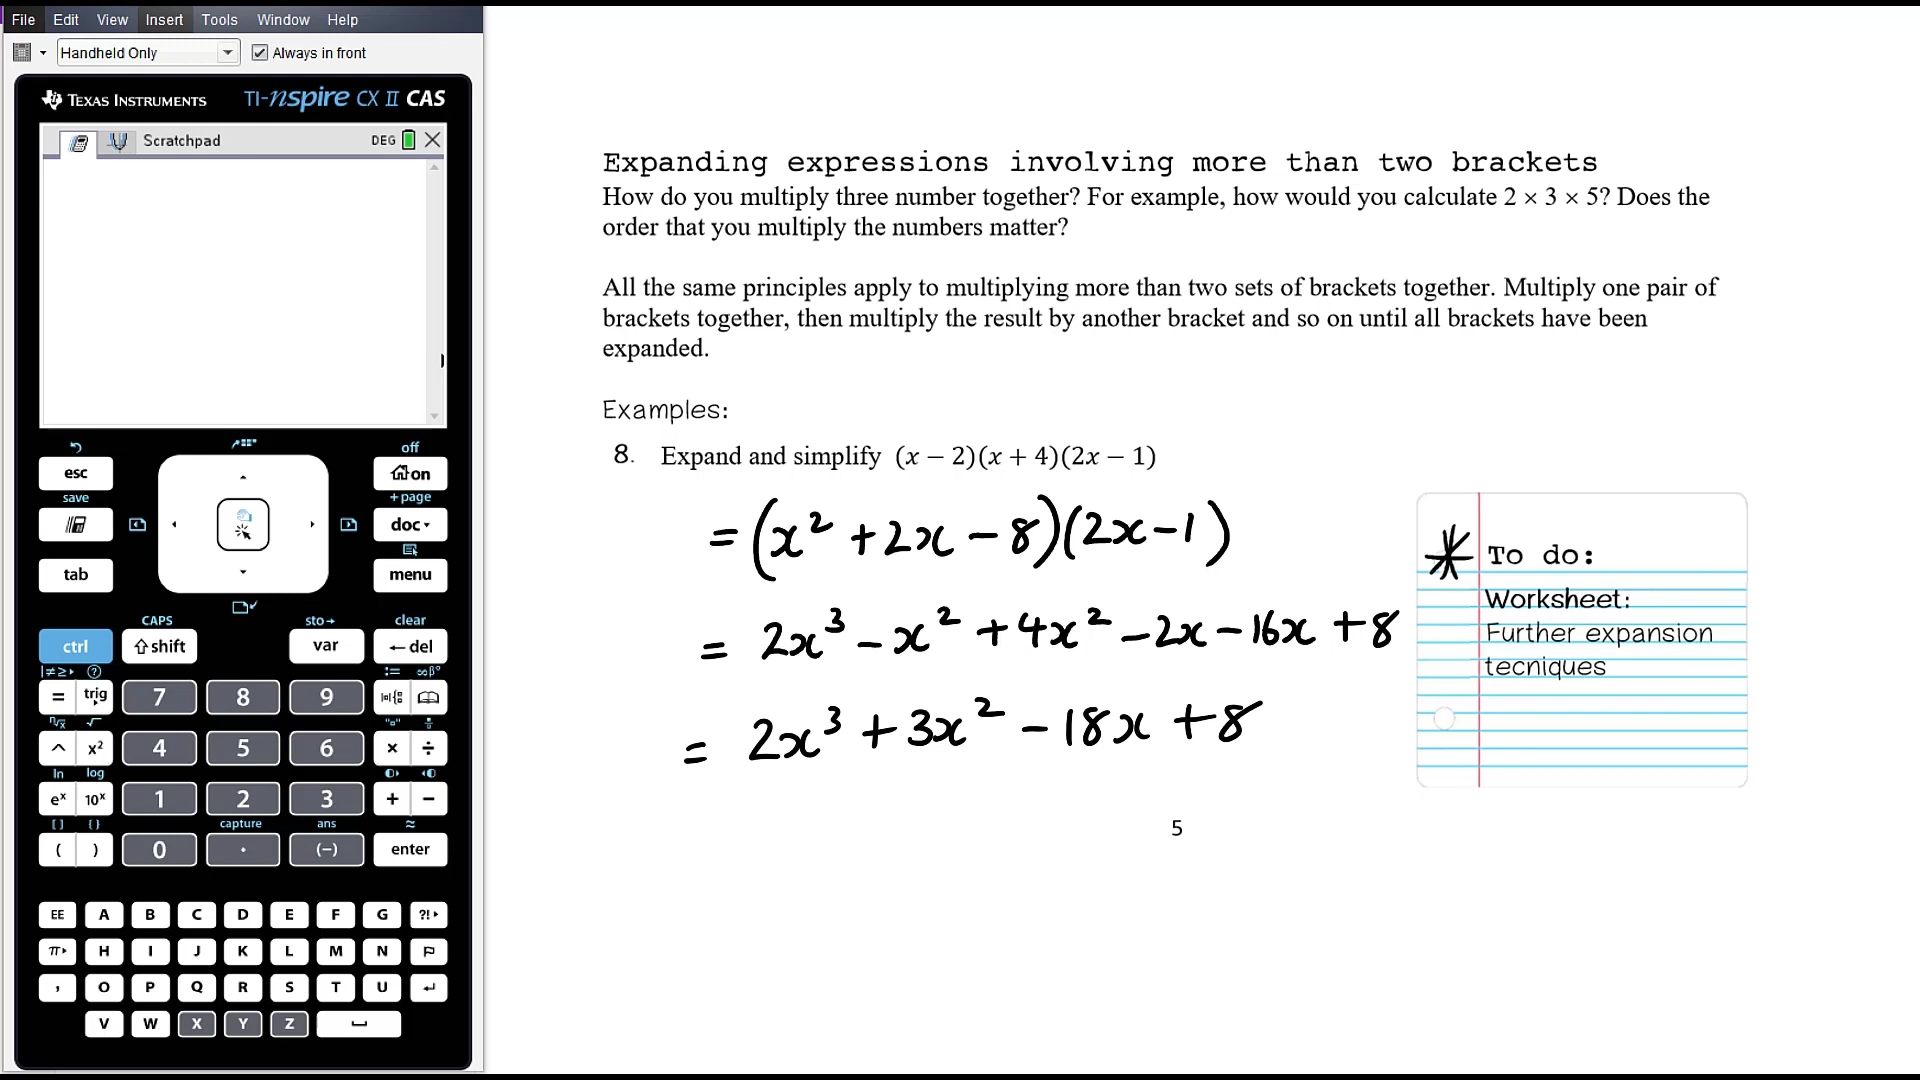 File Edit View Insert Tools Window Help
Handheld Only Always in front
TEXAS INSTRUMENTS TI-nspire CX II CAS
Scratchpad DEG
off
esc on
save +page
doc
tab menu
CAPS sto→ clear
ctrl ⇧shift var ←del
|≠≥▸ ? := ∞β°
= trig 7 8 9 |□|{□
ⁿ√x √ "□"
^ x² 4 5 6 × ÷
ln log
eˣ 10ˣ 1 2 3 + −
[ ] { } capture ans ≈
( ) 0 . (−) enter
EE A B C D E F G ?!▸
π▸ H I J K L M N
, O P Q R S T U ↵
V W X Y Z
Expanding expressions involving more than two brackets
How do you multiply three number together? For example, how would you calculate 2 × 3 × 5? Does the
order that you multiply the numbers matter?
All the same principles apply to multiplying more than two sets of brackets together. Multiply one pair of
brackets together, then multiply the result by another bracket and so on until all brackets have been
expanded.
Examples:
8. Expand and simplify (x − 2)(x + 4)(2x − 1)
= (x² + 2x − 8)(2x − 1)
= 2x³ − x² + 4x² − 2x − 16x + 8
= 2x³ + 3x² − 18x + 8
To do:
Worksheet:
Further expansion
tecniques
5